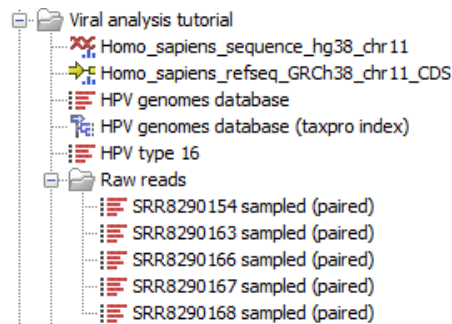 Viral analysis tutorial
Homo_sapiens_sequence_hg38_chr11
Homo_sapiens_refseq_GRCh38_chr11_CDS
HPV genomes database
HPV genomes database (taxpro index)
HPV type 16
Raw reads
SRR8290154 sampled (paired)
SRR8290163 sampled (paired)
SRR8290166 sampled (paired)
SRR8290167 sampled (paired)
SRR8290168 sampled (paired)